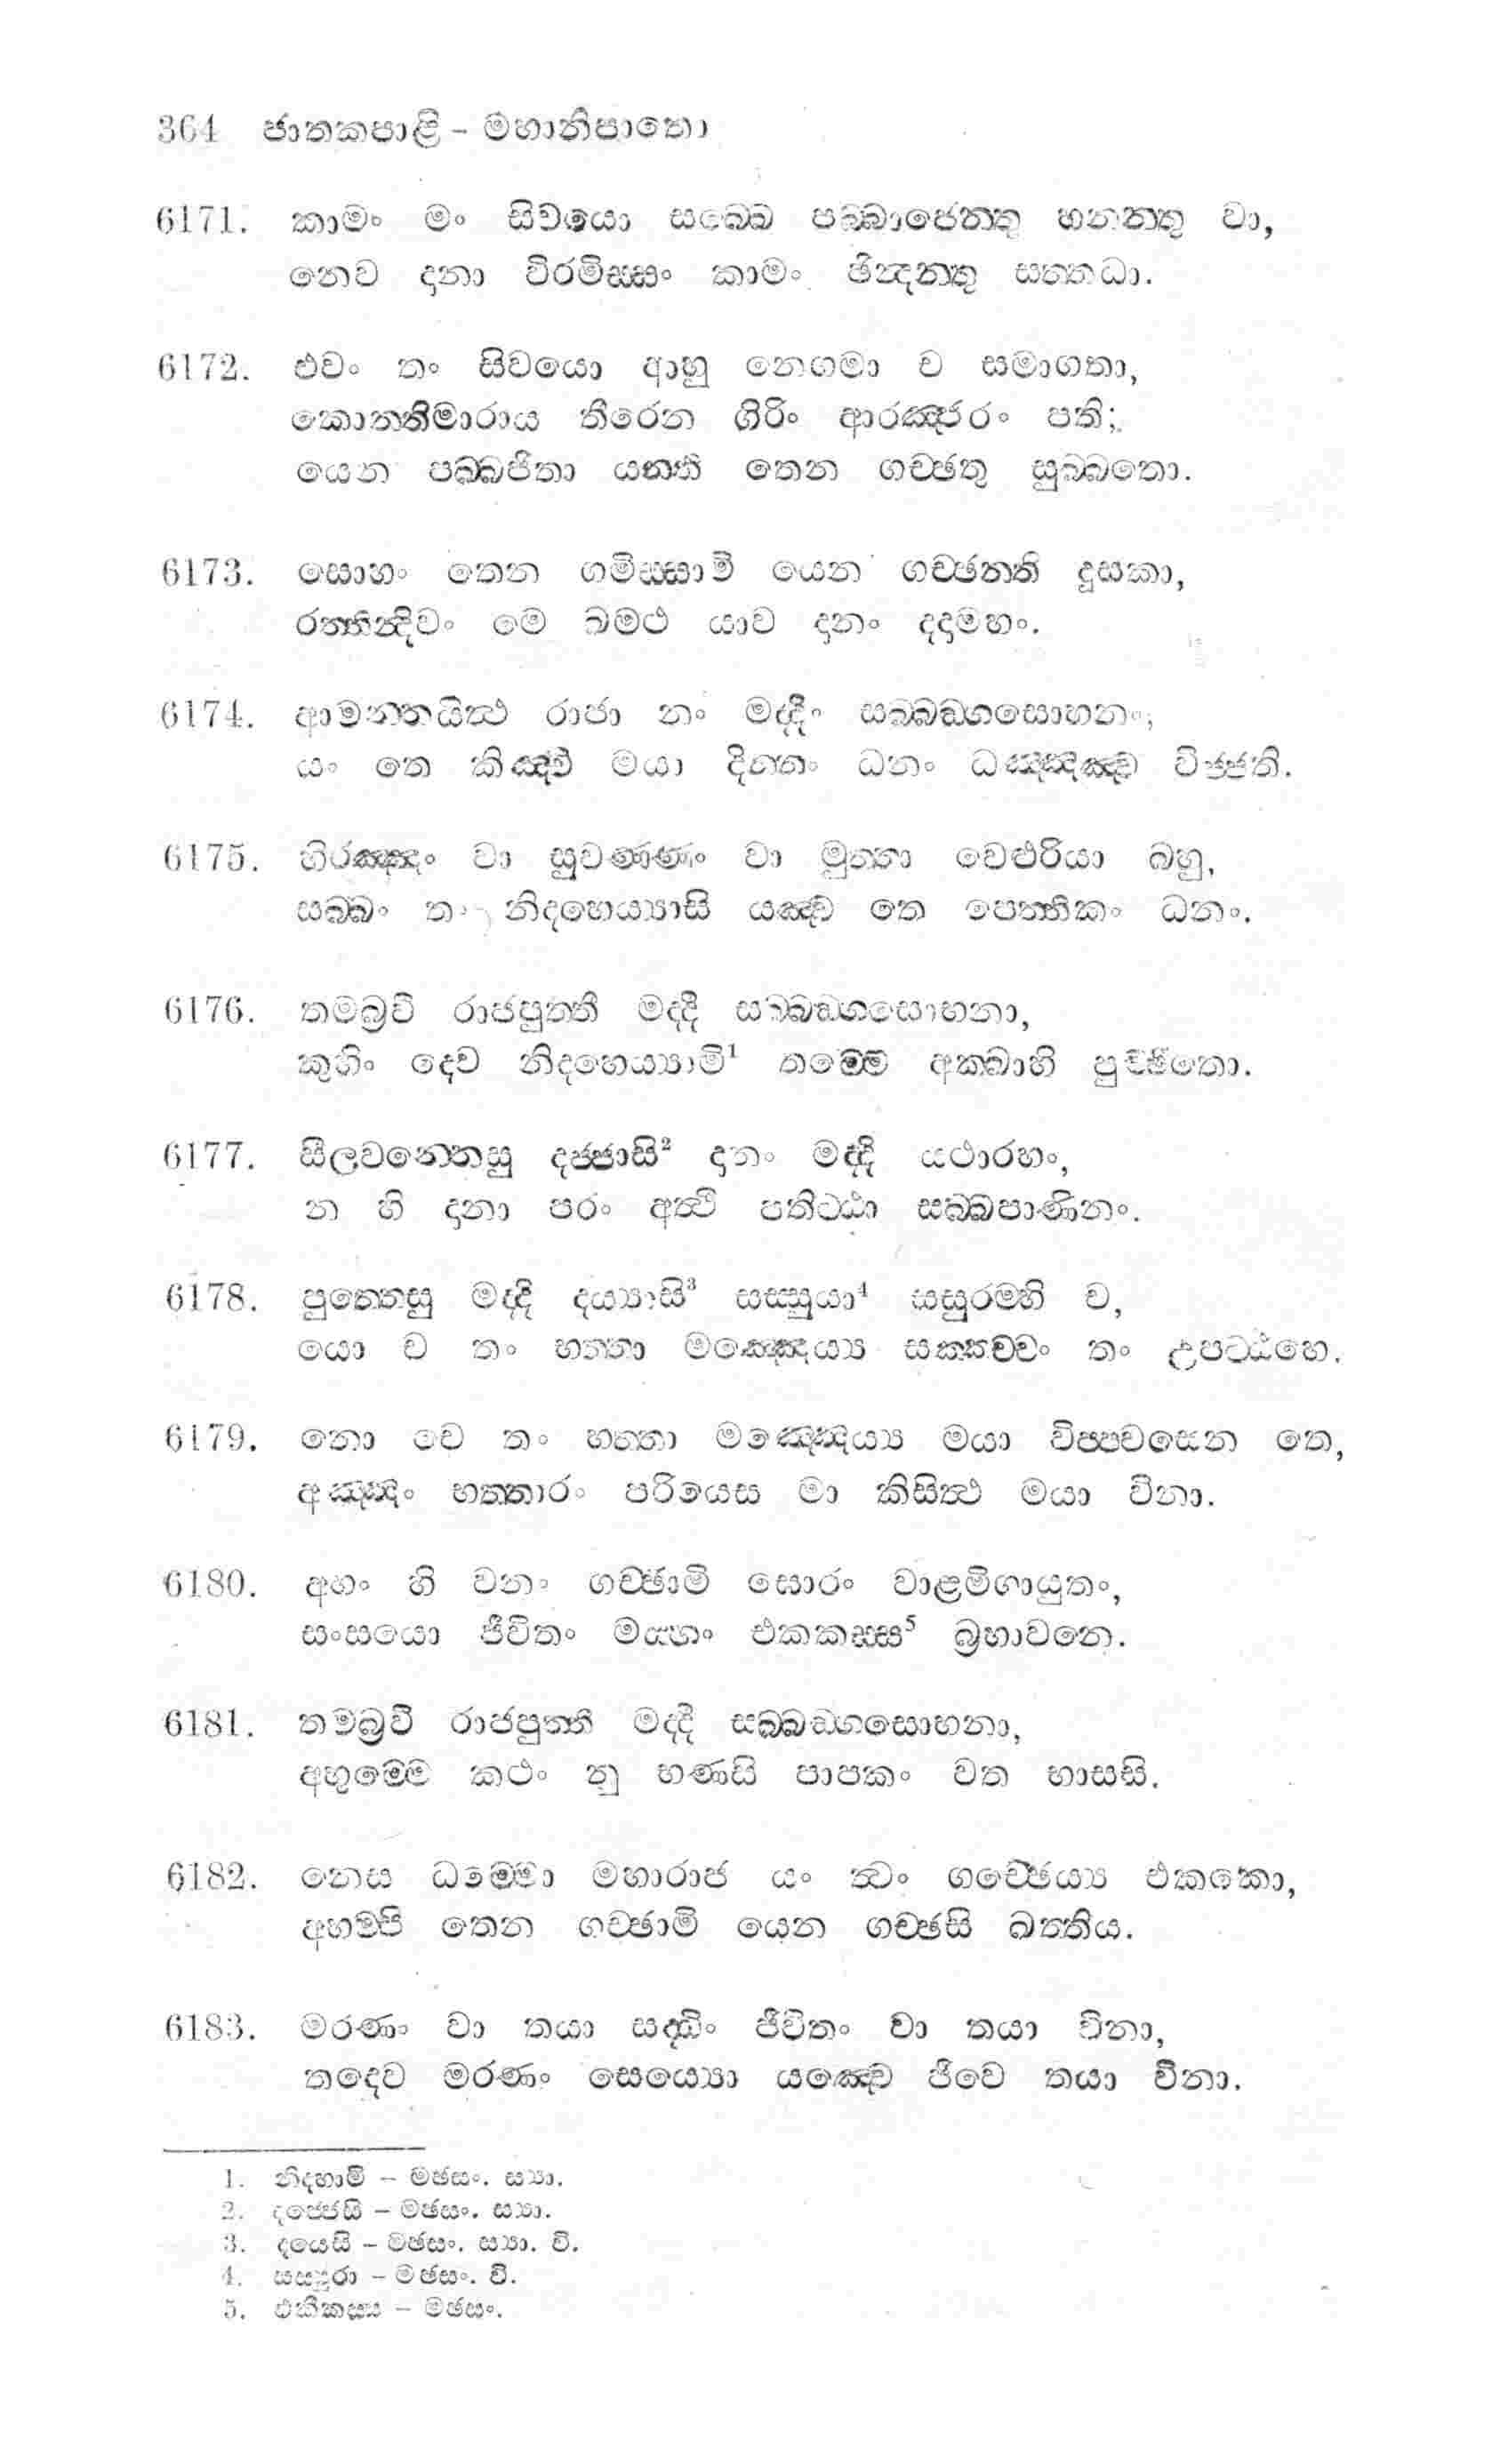 364 ජාතකපාළි - මහානිපාතො
6171. කාමං මං සිවයො සබ්බෙ පබ්බාජෙන්තු හනන්තු වා,
නෙව දානා විරමිස්සං කාමං ඡින්දන්තු සත්තධා.
6172. එවං තං සිවයො ආහු නෙගමා ච සමාගතා,
කොන්තිමාරාය තීරෙන ගිරිං ආරඤ්ජරං පති;
යෙන පබ්බජිතා යන්ති තෙන ගච්ඡතු සුබ්බතො.
6173. සොහං තෙන ගමිස්සාමි යෙන ගච්ඡන්ති දූසකා,
රත්තින්දිවං මෙ ඛමථ යාව දානං දදාමහං.
6174. ආමන්තයිත්ථ රාජා නං මද්දිං සබ්බඞ්ගසොභනං,
යං තෙ කිඤ්චි මයා දින්නං ධනං ධඤ්ඤඤ්ච විජ්ජති.
6175. හිරඤ්ඤං වා සුවණ්ණං වා මුත්තා වෙළුරියා බහු,
සබ්බං තං නිදහෙය්‍යාසි යඤ්ච තෙ පෙත්තිකං ධනං.
6176. තමබ්‍රවි රාජපුත්තී මද්දී සබ්බඞ්ගසොභනා,
කුහිං දෙව නිදහෙය්‍යාමි¹ තම්මෙ අක්ඛාහි පුච්ඡිතො.
6177. සීලවන්තෙසු දජ්ජාසි² දානං මද්දි යථාරහං,
න හි දානා පරං අත්ථි පතිට්ඨා සබ්බපාණිනං.
6178. පුත්තෙසු මද්දි දය්‍යාසි³ සස්සුයා⁴ සසුරම්හි ච,
යො ච තං භත්තා මඤ්ඤෙය්‍ය සක්කච්චං තං උපට්ඨහෙ.
6179. නො චෙ තං භත්තා මඤ්ඤෙය්‍ය මයා විප්පවසෙන තෙ,
අඤ්ඤං භත්තාරං පරියෙස මා කිසිත්ථ මයා විනා.
6180. අහං හි වනං ගච්ඡාමි ඝොරං වාළමිගායුතං,
සංසයො ජීවිතං මය්හං එකකස්ස⁵ බ්‍රහාවනෙ.
6181. තමබ්‍රවී රාජපුත්තී මද්දී සබ්බඞ්ගසොභනා,
අභුම්මෙ කථං නු භණසි පාපකං වත භාසසි.
6182. නෙස ධම්මො මහාරාජ යං ත්වං ගච්ඡෙය්‍ය එකකො,
අහම්පි තෙන ගච්ඡාමි යෙන ගච්ඡසි ඛත්තිය.
6183. මරණං වා තයා සද්ධිං ජීවිතං වා තයා විනා,
තදෙව මරණං සෙය්‍යො යඤ්චෙ ජීවෙ තයා විනා.
1. නිදහාමි - මඡසං. ස්‍යා.
2. දජ්ජෙසි - මඡසං. ස්‍යා.
3. දයෙසි - මඡසං. ස්‍යා. වි.
4. සස්සුරා - මඡසං. වි.
5. එකීකස්ස - මඡසං.